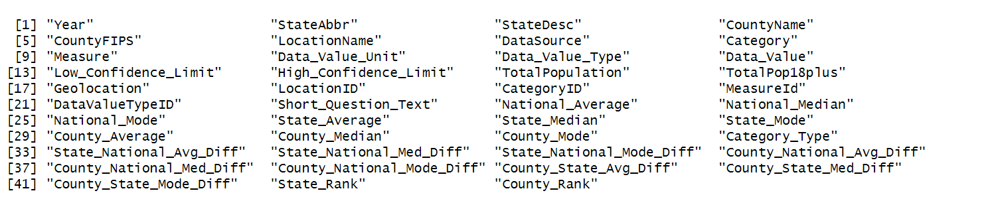 [1] "Year" "StateAbbr" "StateDesc" "CountyName"
[5] "CountyFIPS" "LocationName" "DataSource" "Category"
[9] "Measure" "Data_Value_Unit" "Data_Value_Type" "Data_Value"
[13] "Low_Confidence_Limit" "High_Confidence_Limit" "TotalPopulation" "TotalPop18plus"
[17] "Geolocation" "LocationID" "CategoryID" "MeasureId"
[21] "DataValueTypeID" "Short_Question_Text" "National_Average" "National_Median"
[25] "National_Mode" "State_Average" "State_Median" "State_Mode"
[29] "County_Average" "County_Median" "County_Mode" "Category_Type"
[33] "State_National_Avg_Diff" "State_National_Med_Diff" "State_National_Mode_Diff" "County_National_Avg_Diff"
[37] "County_National_Med_Diff" "County_National_Mode_Diff" "County_State_Avg_Diff" "County_State_Med_Diff"
[41] "County_State_Mode_Diff" "State_Rank" "County_Rank"